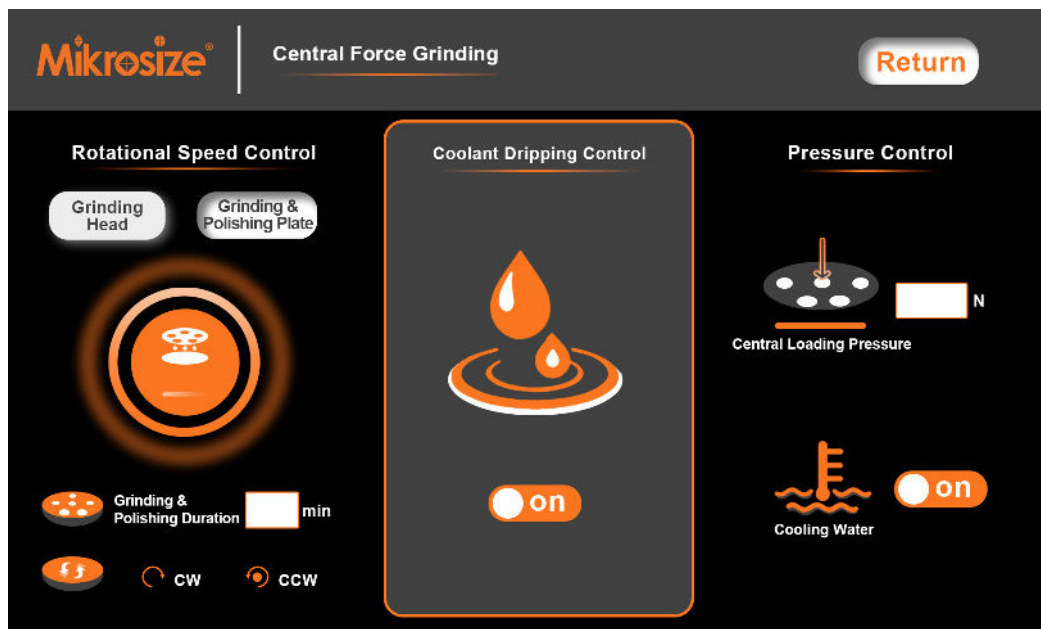 Mikrosize®
Central Force Grinding
Return
Rotational Speed Control
Grinding
Head
Grinding &
Polishing Plate
Grinding &
Polishing Duration
min
CW
CCW
Coolant Dripping Control
on
Pressure Control
N
Central Loading Pressure
on
Cooling Water